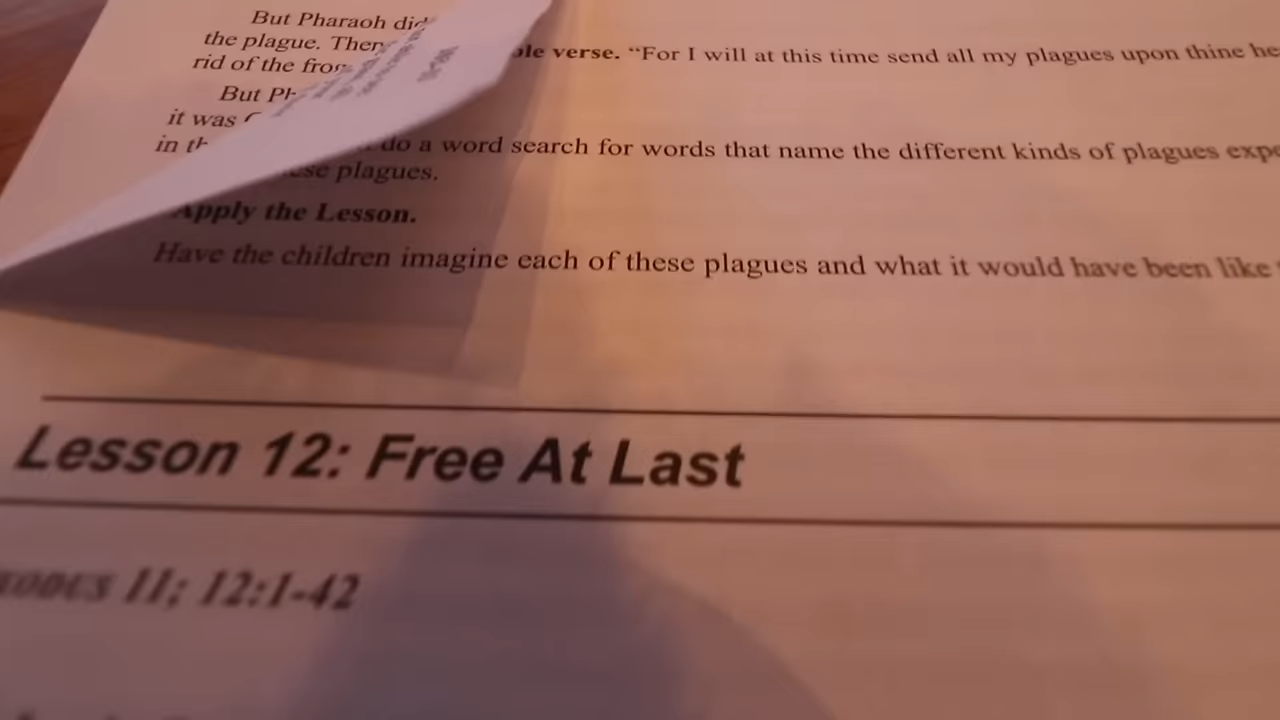 But Pharaoh did
the plague. Then
rid of the
ble verse. “For I will at this time send all my plagues upon thine he
But Ph
it was
in th
do a word search for words that name the different kinds of plagues expe
ese plagues.
Apply the Lesson.
Have the children imagine each of these plagues and what it would have been like
Lesson 12: Free At Last
EXODUS 11; 12:1-42